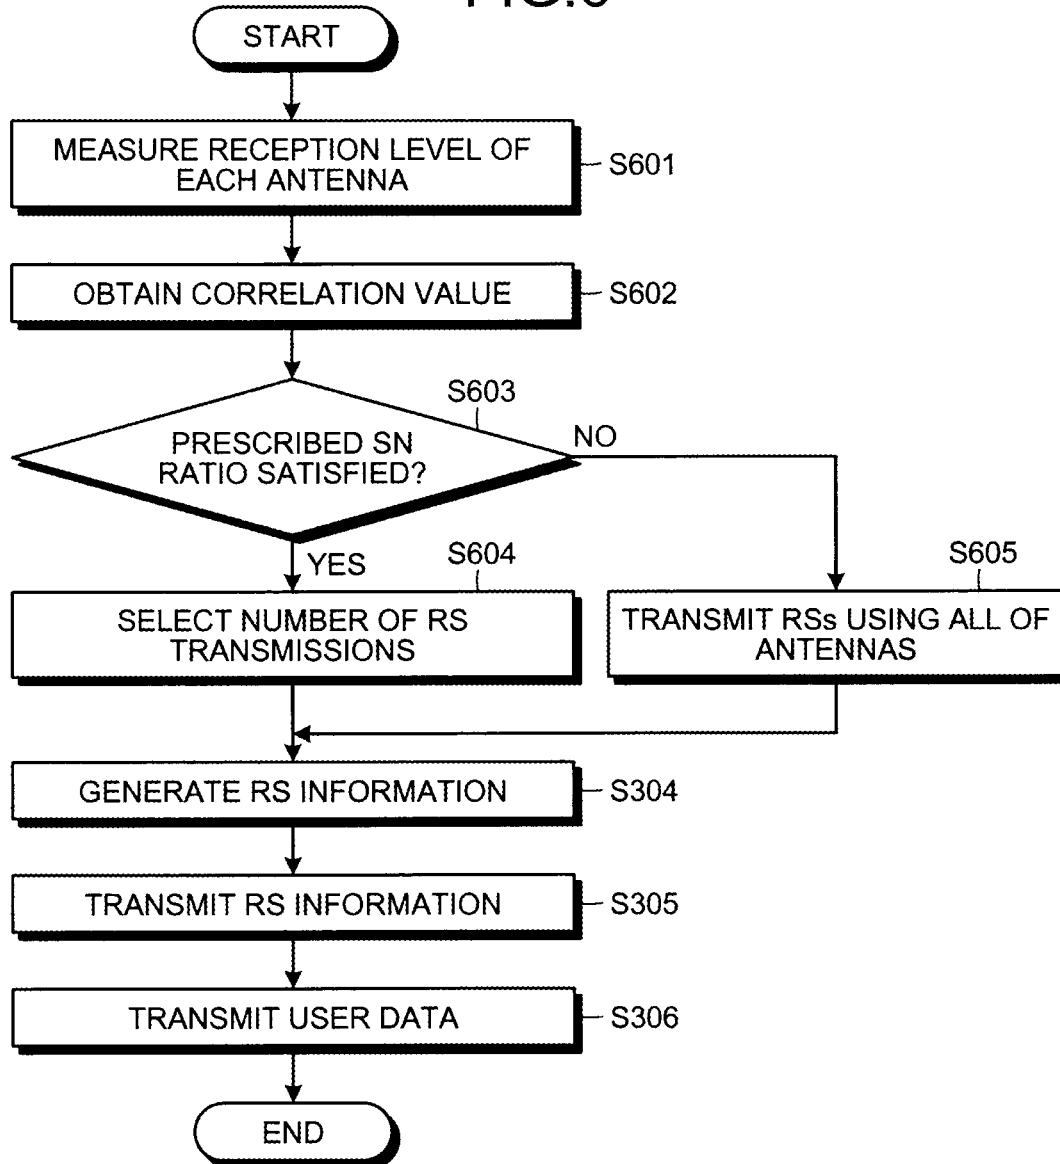 START
MEASURE RECEPTION LEVEL OF
EACH ANTENNA
S601
OBTAIN CORRELATION VALUE
S602
S603
PRESCRIBED SN
RATIO SATISFIED?
NO
YES
S604
SELECT NUMBER OF RS
TRANSMISSIONS
S605
TRANSMIT RSs USING ALL OF
ANTENNAS
GENERATE RS INFORMATION
S304
TRANSMIT RS INFORMATION
S305
TRANSMIT USER DATA
S306
END